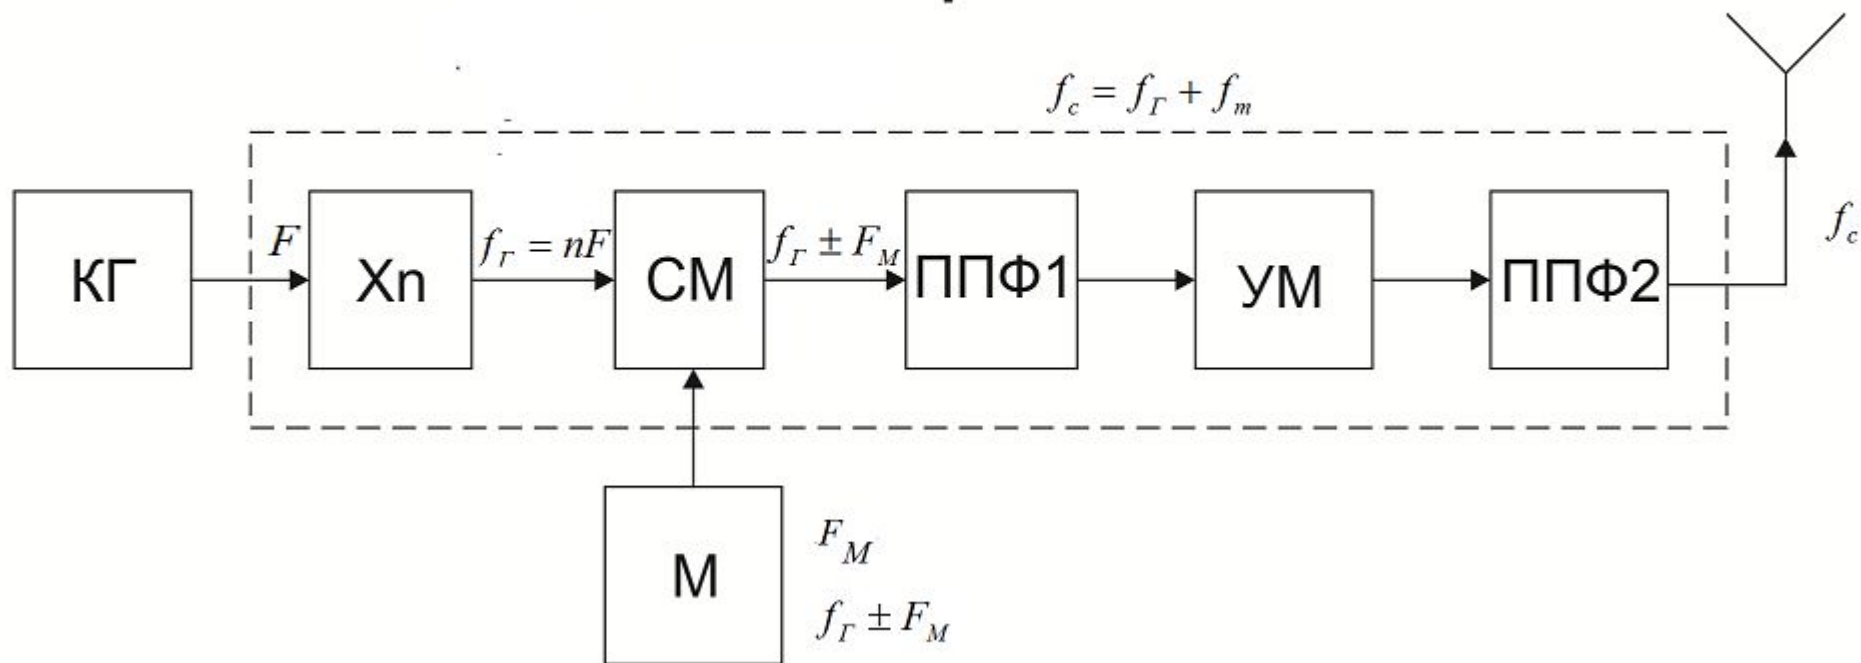 f_c = f_Г + f_m
КГ
F
Xn
f_Г = nF
СМ
f_Г ± F_М
ППФ1
УМ
ППФ2
f_c
М
F_М
f_Г ± F_М